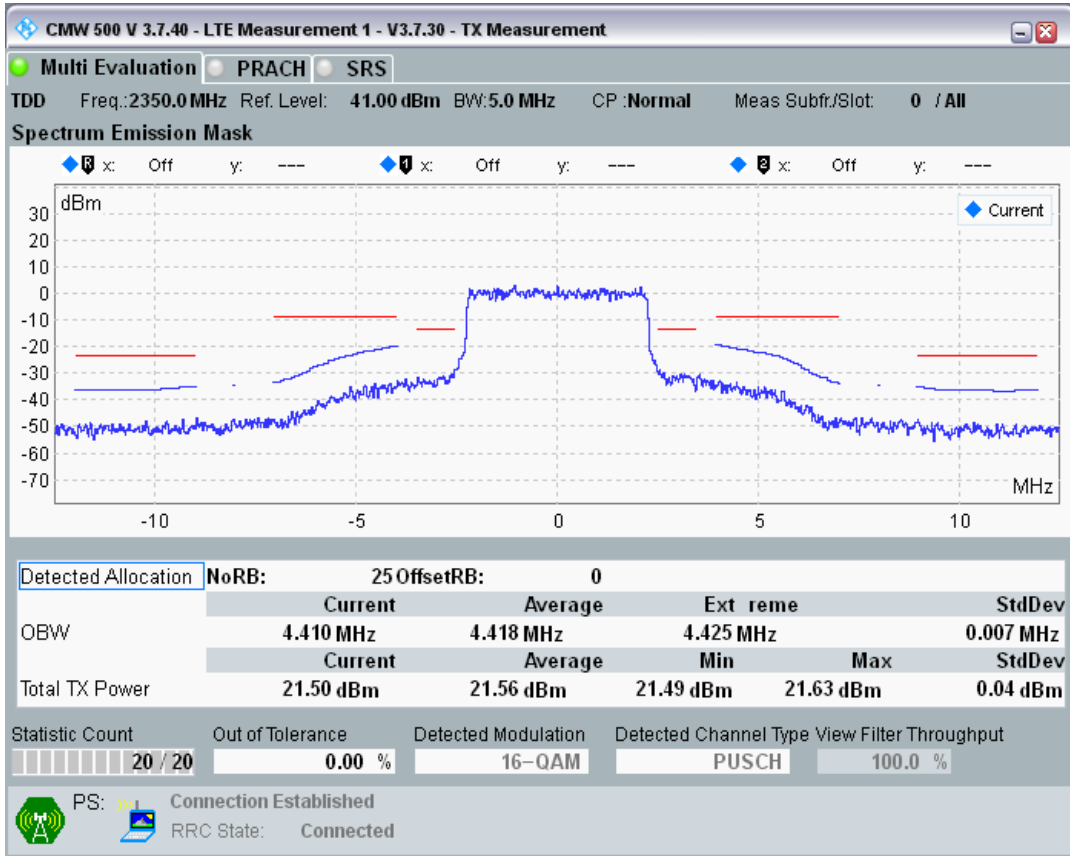 CMW 500 V 3.7.40 - LTE Measurement 1 - V3.7.30 - TX Measurement
Multi Evaluation PRACH SRS
TDD Freq.:2350.0 MHz Ref. Level: 41.00 dBm BW:5.0 MHz CP :Normal Meas Subfr./Slot: 0 / All
Spectrum Emission Mask
R x: Off y: --- 1 x: Off y: --- 2 x: Off y: ---
dBm
Current
30
20
10
0
-10
-20
-30
-40
-50
-60
-70
MHz
-10 -5 0 5 10
Detected Allocation NoRB: 25 OffsetRB: 0
Current Average Ext reme StdDev
OBW 4.410 MHz 4.418 MHz 4.425 MHz 0.007 MHz
Current Average Min Max StdDev
Total TX Power 21.50 dBm 21.56 dBm 21.49 dBm 21.63 dBm 0.04 dBm
Statistic Count Out of Tolerance Detected Modulation Detected Channel Type View Filter Throughput
20 / 20 0.00 % 16-QAM PUSCH 100.0 %
PS: Connection Established
RRC State: Connected